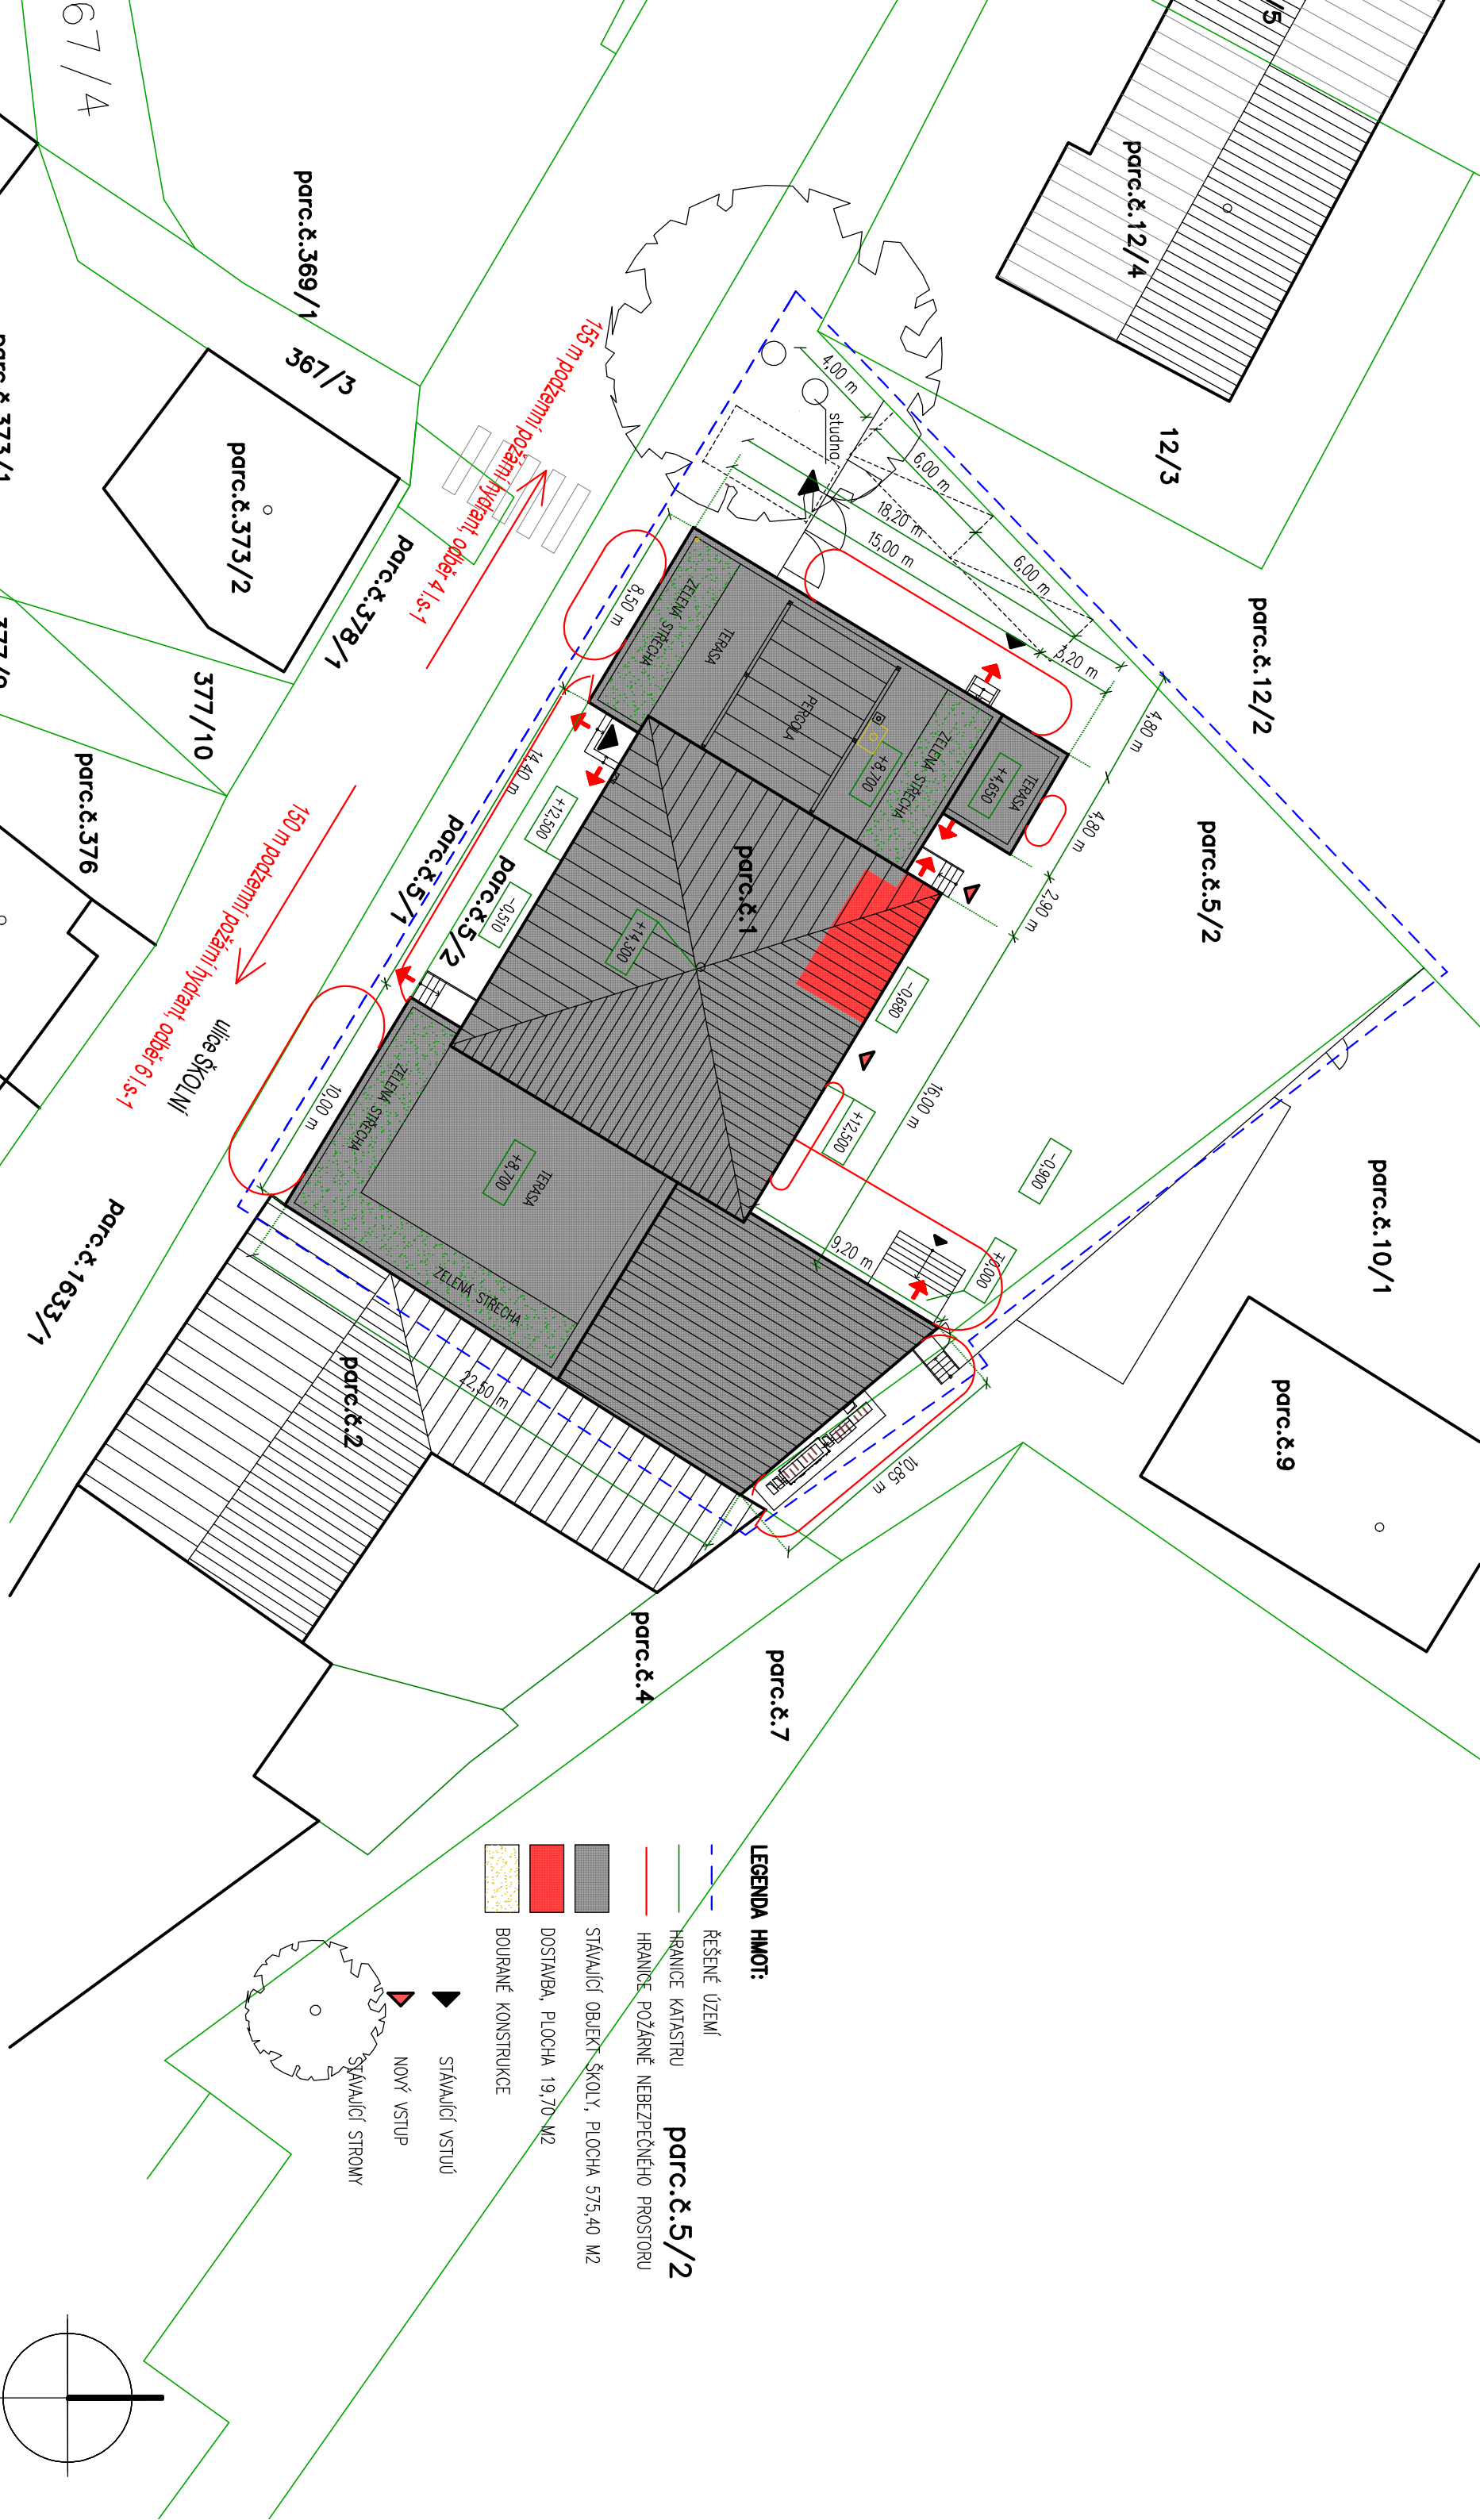 67/4
/5
parc.č.12/4
12/3
parc.č.12/2
parc.č.5/2
parc.č.10/1
parc.č.9
parc.č.369/1
367/3
parc.č.373/2
parc.č.378/1
377/10
parc.č.376
parc.č.5/1
parc.č.5/2
parc.č.1
parc.č.1633/1
parc.č.2
parc.č.4
parc.č.7
parc.č.373/1
155 m podzemní požární hydrant, odběr 4 l.s-1
150 m podzemní požární hydrant, odběr 6 l.s-1
ulice ŠKOLNÍ
studna
4,00 m
6,00 m
6,00 m
18,20 m
15,00 m
3,20 m
4,80 m
4,80 m
2,90 m
16,00 m
9,20 m
10,85 m
22,50 m
10,00 m
14,40 m
8,50 m
ZELENÁ STŘECHA
TERASA
PERGOLA
+8,700
ZELENÁ STŘECHA
+4,650
TERASA
+12,500
-0,510
+14,300
-0,680
+12,500
-0,900
±0,000
ZELENÁ STŘECHA
+8,700
TERASA
ZELENÁ STŘECHA
LEGENDA HMOT:
ŘEŠENÉ ÚZEMÍ
HRANICE KATASTRU
HRANICE POŽÁRNĚ NEBEZPEČNÉHO PROSTORU
STÁVAJÍCÍ OBJEKT ŠKOLY, PLOCHA 575,40 M2
DOSTAVBA, PLOCHA 19,70 M2
BOURANÉ KONSTRUKCE
STÁVAJÍCÍ VSTUÚ
NOVÝ VSTUP
STÁVAJÍCÍ STROMY
parc.č.5/2